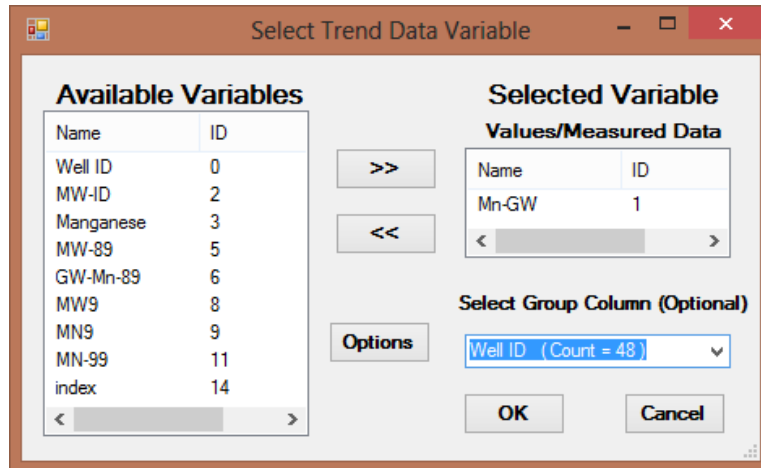 Select Trend Data Variable
Available Variables
Name ID
Well ID 0
MW-ID 2
Manganese 3
MW-89 5
GW-Mn-89 6
MW9 8
MN9 9
MN-99 11
index 14
>>
<<
Options
Selected Variable
Values/Measured Data
Name ID
Mn-GW 1
Select Group Column (Optional)
Well ID (Count = 48)
OK Cancel